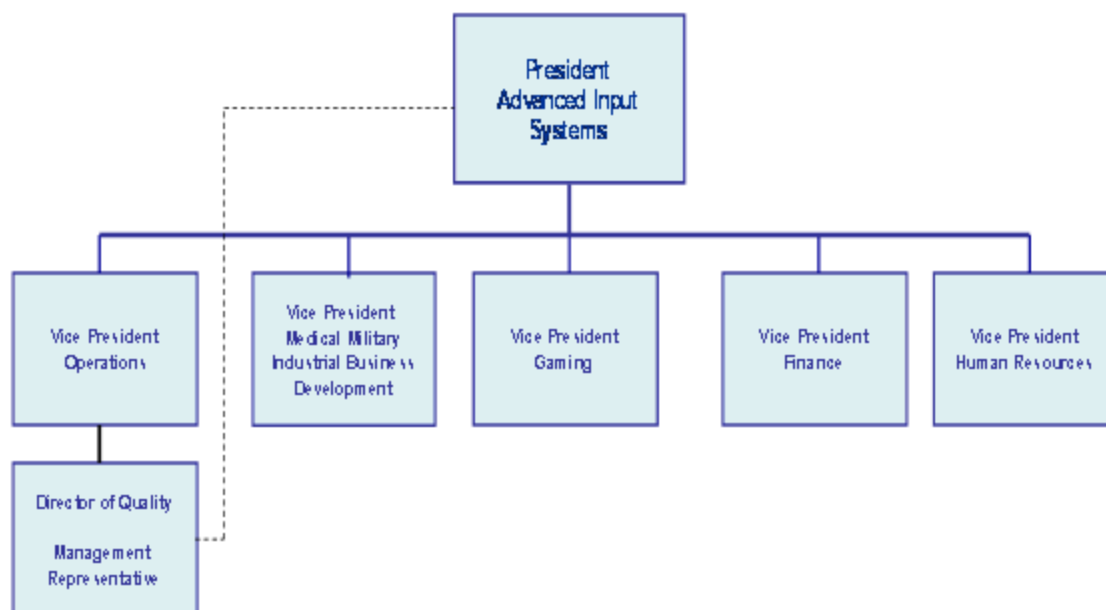 President
Advanced Input
Systems
Vice President
Operations
Vice President
Medical Military
Industrial Business
Development
Vice President
Gaming
Vice President
Finance
Vice President
Human Resources
Director of Quality
Management
Representative